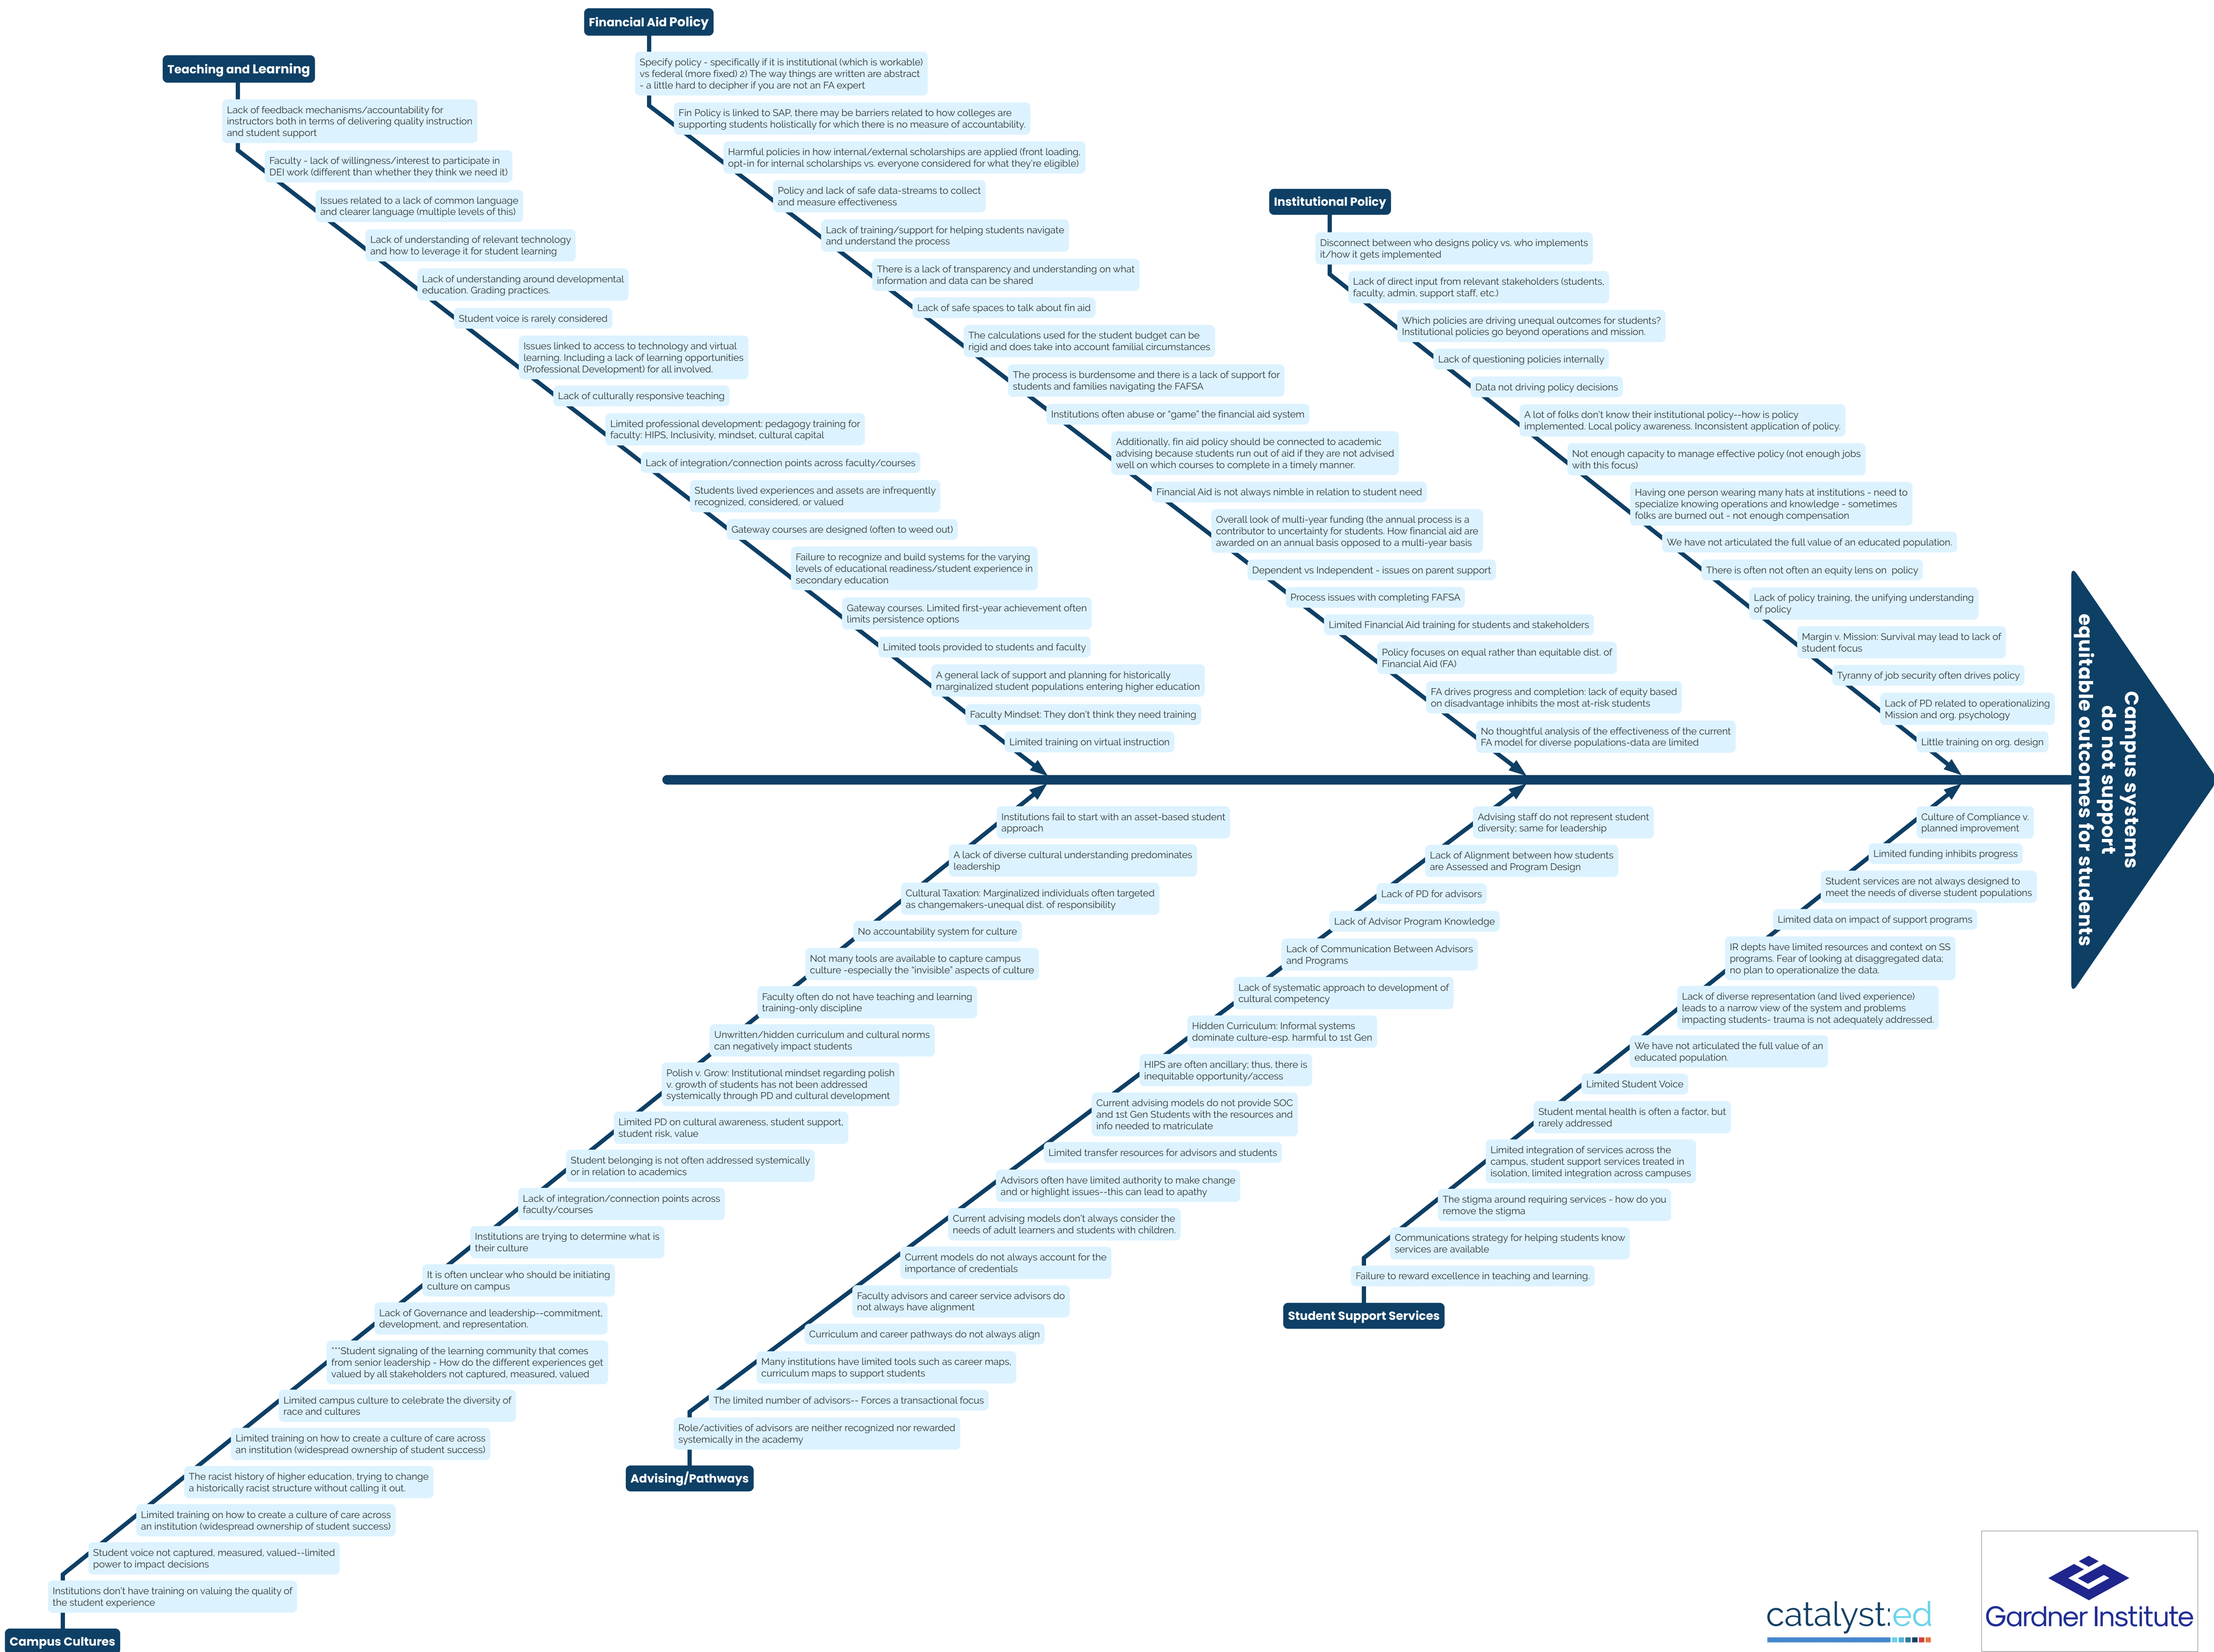 Financial Aid Policy
Specify policy - specifically if it is institutional (which is workable)
vs federal (more fixed) 2) The way things are written are abstract
- a little hard to decipher if you are not an FA expert
Fin Policy is linked to SAP, there may be barriers related to how colleges are
supporting students holistically for which there is no measure of accountability.
Harmful policies in how internal/external scholarships are applied (front loading,
opt-in for internal scholarships vs. everyone considered for what they're eligible)
Policy and lack of safe data-streams to collect
and measure effectiveness
Lack of training/support for helping students navigate
and understand the process
There is a lack of transparency and understanding on what
information and data can be shared
Lack of safe spaces to talk about fin aid
The calculations used for the student budget can be
rigid and does take into account familial circumstances
The process is burdensome and there is a lack of support for
students and families navigating the FAFSA
Institutions often abuse or "game" the financial aid system
Additionally, fin aid policy should be connected to academic
advising because students run out of aid if they are not advised
well on which courses to complete in a timely manner.
Financial Aid is not always nimble in relation to student need
Overall look of multi-year funding (the annual process is a
contributor to uncertainty for students. How financial aid are
awarded on an annual basis opposed to a multi-year basis
Dependent vs Independent - issues on parent support
Process issues with completing FAFSA
Limited Financial Aid training for students and stakeholders
Policy focuses on equal rather than equitable dist. of
Financial Aid (FA)
FA drives progress and completion: lack of equity based
on disadvantage inhibits the most at-risk students
No thoughtful analysis of the effectiveness of the current
FA model for diverse populations-data are limited
Teaching and Learning
Lack of feedback mechanisms/accountability for
instructors both in terms of delivering quality instruction
and student support
Faculty - lack of willingness/interest to participate in
DEI work (different than whether they think we need it)
Issues related to a lack of common language
and clearer language (multiple levels of this)
Lack of understanding of relevant technology
and how to leverage it for student learning
Lack of understanding around developmental
education. Grading practices.
Student voice is rarely considered
Issues linked to access to technology and virtual
learning. Including a lack of learning opportunities
(Professional Development) for all involved.
Lack of culturally responsive teaching
Limited professional development: pedagogy training for
faculty: HIPS, Inclusivity, mindset, cultural capital
Lack of integration/connection points across faculty/courses
Students lived experiences and assets are infrequently
recognized, considered, or valued
Gateway courses are designed (often to weed out)
Failure to recognize and build systems for the varying
levels of educational readiness/student experience in
secondary education
Gateway courses. Limited first-year achievement often
limits persistence options
Limited tools provided to students and faculty
A general lack of support and planning for historically
marginalized student populations entering higher education
Faculty Mindset: They don't think they need training
Limited training on virtual instruction
Institutional Policy
Disconnect between who designs policy vs. who implements
it/how it gets implemented
Lack of direct input from relevant stakeholders (students,
faculty, admin, support staff, etc.)
Which policies are driving unequal outcomes for students?
Institutional policies go beyond operations and mission.
Lack of questioning policies internally
Data not driving policy decisions
A lot of folks don't know their institutional policy--how is policy
implemented. Local policy awareness. Inconsistent application of policy.
Not enough capacity to manage effective policy (not enough jobs
with this focus)
Having one person wearing many hats at institutions - need to
specialize knowing operations and knowledge - sometimes
folks are burned out - not enough compensation
We have not articulated the full value of an educated population.
There is often not often an equity lens on  policy
Lack of policy training, the unifying understanding
of policy
Margin v. Mission: Survival may lead to lack of
student focus
Tyranny of job security often drives policy
Lack of PD related to operationalizing
Mission and org. psychology
Little training on org. design
Campus systems
do not support
equitable outcomes for students
Institutions fail to start with an asset-based student
approach
A lack of diverse cultural understanding predominates
leadership
Cultural Taxation: Marginalized individuals often targeted
as changemakers-unequal dist. of responsibility
No accountability system for culture
Not many tools are available to capture campus
culture -especially the "invisible" aspects of culture
Faculty often do not have teaching and learning
training-only discipline
Unwritten/hidden curriculum and cultural norms
can negatively impact students
Polish v. Grow: Institutional mindset regarding polish
v. growth of students has not been addressed
systemically through PD and cultural development
Limited PD on cultural awareness, student support,
student risk, value
Student belonging is not often addressed systemically
or in relation to academics
Lack of integration/connection points across
faculty/courses
Institutions are trying to determine what is
their culture
It is often unclear who should be initiating
culture on campus
Lack of Governance and leadership--commitment,
development, and representation.
***Student signaling of the learning community that comes
from senior leadership - How do the different experiences get
valued by all stakeholders not captured, measured, valued
Limited campus culture to celebrate the diversity of
race and cultures
Limited training on how to create a culture of care across
an institution (widespread ownership of student success)
The racist history of higher education, trying to change
a historically racist structure without calling it out.
Limited training on how to create a culture of care across
an institution (widespread ownership of student success)
Student voice not captured, measured, valued--limited
power to impact decisions
Institutions don't have training on valuing the quality of
the student experience
Campus Cultures
Advising staff do not represent student
diversity; same for leadership
Lack of Alignment between how students
are Assessed and Program Design
Lack of PD for advisors
Lack of Advisor Program Knowledge
Lack of Communication Between Advisors
and Programs
Lack of systematic approach to development of
cultural competency
Hidden Curriculum: Informal systems
dominate culture-esp. harmful to 1st Gen
HIPS are often ancillary; thus, there is
inequitable opportunity/access
Current advising models do not provide SOC
and 1st Gen Students with the resources and
info needed to matriculate
Limited transfer resources for advisors and students
Advisors often have limited authority to make change
and or highlight issues--this can lead to apathy
Current advising models don't always consider the
needs of adult learners and students with children.
Current models do not always account for the
importance of credentials
Faculty advisors and career service advisors do
not always have alignment
Curriculum and career pathways do not always align
Many institutions have limited tools such as career maps,
curriculum maps to support students
The limited number of advisors-- Forces a transactional focus
Role/activities of advisors are neither recognized nor rewarded
systemically in the academy
Advising/Pathways
Culture of Compliance v.
planned improvement
Limited funding inhibits progress
Student services are not always designed to
meet the needs of diverse student populations
Limited data on impact of support programs
IR depts have limited resources and context on SS
programs. Fear of looking at disaggregated data;
no plan to operationalize the data.
Lack of diverse representation (and lived experience)
leads to a narrow view of the system and problems
impacting students- trauma is not adequately addressed.
We have not articulated the full value of an
educated population.
Limited Student Voice
Student mental health is often a factor, but
rarely addressed
Limited integration of services across the
campus, student support services treated in
isolation, limited integration across campuses
The stigma around requiring services - how do you
remove the stigma
Communications strategy for helping students know
services are available
Failure to reward excellence in teaching and learning.
Student Support Services
catalyst:ed
Gardner Institute